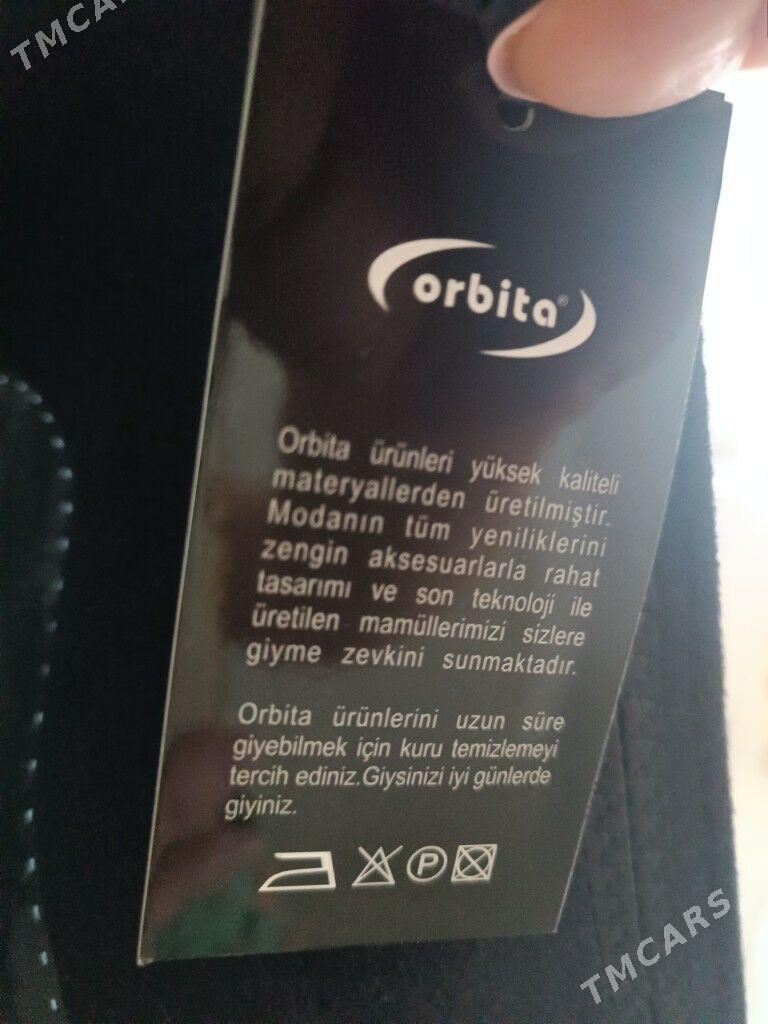 TMCARS
orbita®
Orbita ürünleri yüksek kaliteli
materyallerden üretilmiştir.
Modanın tüm yeniliklerini
zengin aksesuarlarla rahat
tasarımı ve son teknoloji ile
üretilen mamüllerimizi sizlere
giyme zevkini sunmaktadır.
Orbita ürünlerini uzun süre
giyebilmek için kuru temizlemeyi
tercih ediniz.Giysinizi iyi günlerde
giyiniz.
P
TMCARS